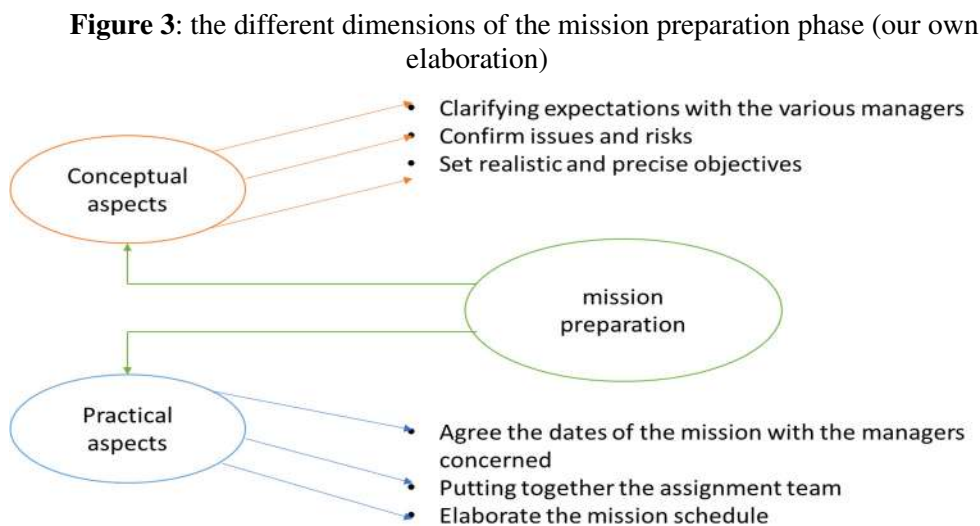 Figure 3: the different dimensions of the mission preparation phase (our own
elaboration)
• Clarifying expectations with the various managers
• Confirm issues and risks
• Set realistic and precise objectives
Conceptual
aspects
mission
preparation
Practical
aspects
• Agree the dates of the mission with the managers
concerned
• Putting together the assignment team
• Elaborate the mission schedule